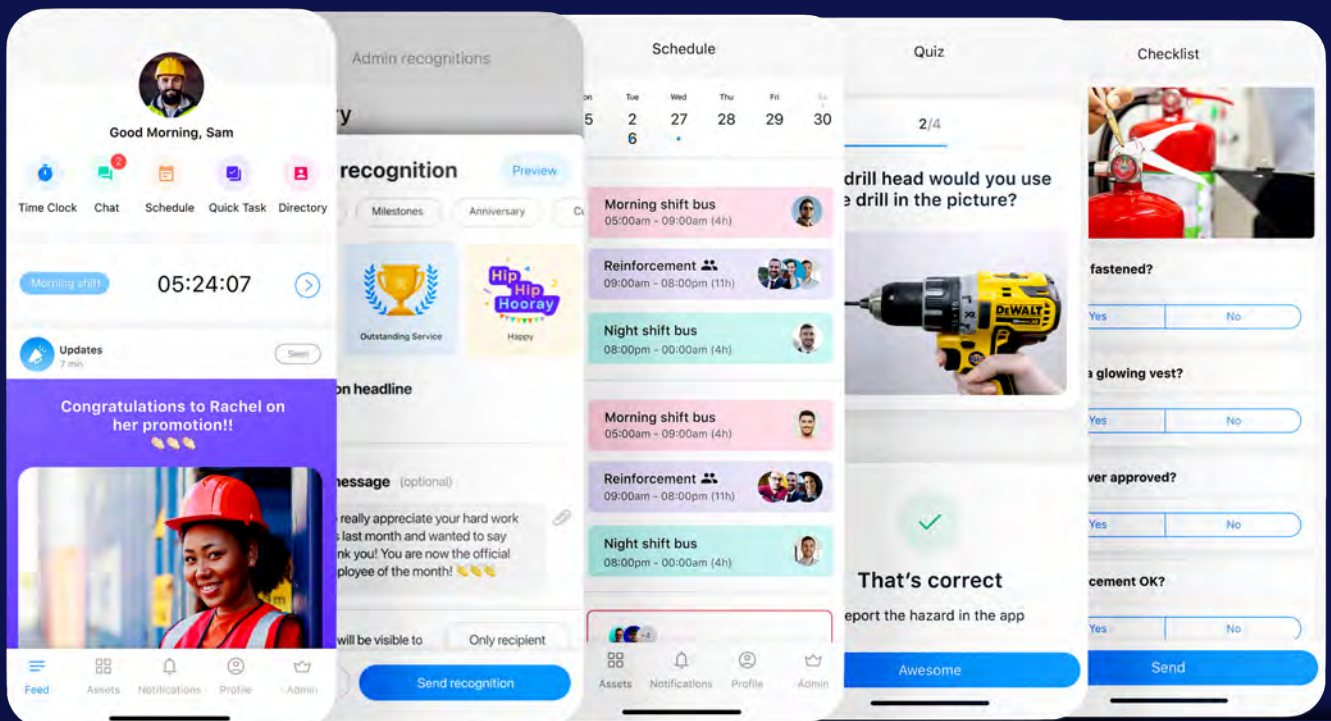 Good Morning, Sam
2
Time Clock Chat Schedule Quick Task Directory
Morning shift 05:24:07
Updates
7 min
Seen
Congratulations to Rachel on
her promotion!!
👏👏👏
Feed Assets Notifications Profile Admin
Admin recognitions
ry
recognition Preview
Milestones Anniversary Cu
Outstanding Service
Hip
Hip
Hooray
Happy
on headline
message (optional)
really appreciate your hard work
s last month and wanted to say
nk you! You are now the official
ployee of the month! 👏👏👏
will be visible to Only recipient
Send recognition
Schedule
on Tue Wed Thu Fri Sa
5 2 27 28 29 30
6
Morning shift bus
05:00am - 09:00am (4h)
Reinforcement
09:00am - 08:00pm (11h)
Night shift bus
08:00pm - 00:00am (4h)
Morning shift bus
05:00am - 09:00am (4h)
Reinforcement
09:00am - 08:00pm (11h)
Night shift bus
08:00pm - 00:00am (4h)
Assets Notifications Profile Admin
Quiz
2/4
drill head would you use
e drill in the picture?
DEWALT
That's correct
eport the hazard in the app
Awesome
Checklist
fastened?
Yes No
a glowing vest?
Yes No
ver approved?
Yes No
cement OK?
Yes No
Send